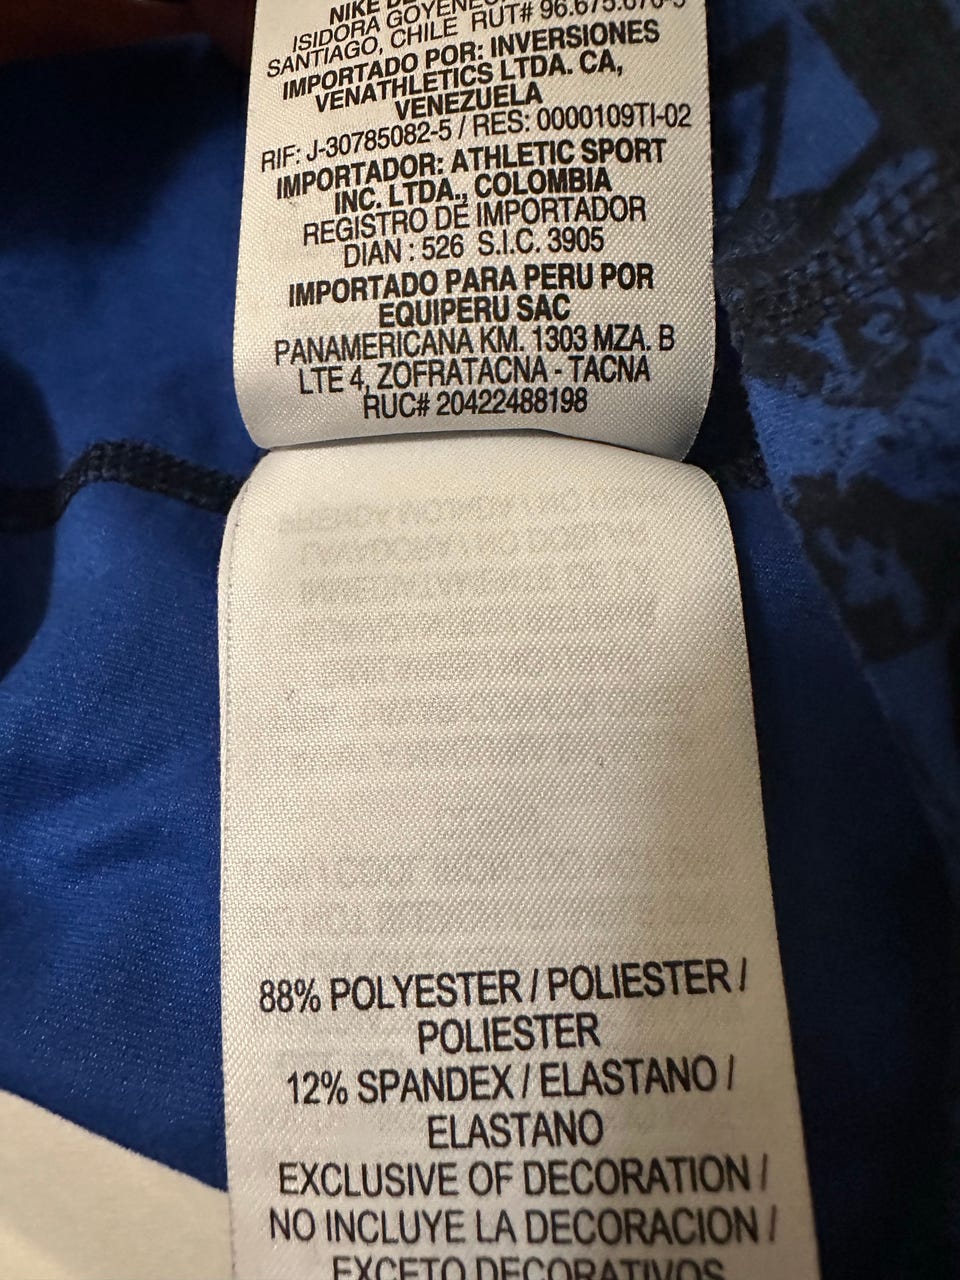 NIKE
ISIDORA
SANTIAGO, CHILE RUT# 96.675.670-5
IMPORTADO POR: INVERSIONES
VENATHLETICS LTDA. CA,
VENEZUELA
RIF: J-30785082-5 / RES: 0000109TI-02
IMPORTADOR: ATHLETIC SPORT
INC. LTDA., COLOMBIA
REGISTRO DE IMPORTADOR
DIAN : 526 S.I.C. 3905
IMPORTADO PARA PERU POR
EQUIPERU SAC
PANAMERICANA KM. 1303 MZA. B
LTE 4, ZOFRATACNA - TACNA
RUC# 20422488198
88% POLYESTER / POLIESTER /
POLIESTER
12% SPANDEX / ELASTANO /
ELASTANO
EXCLUSIVE OF DECORATION /
NO INCLUYE LA DECORACION /
EXCETO DECORATIVOS